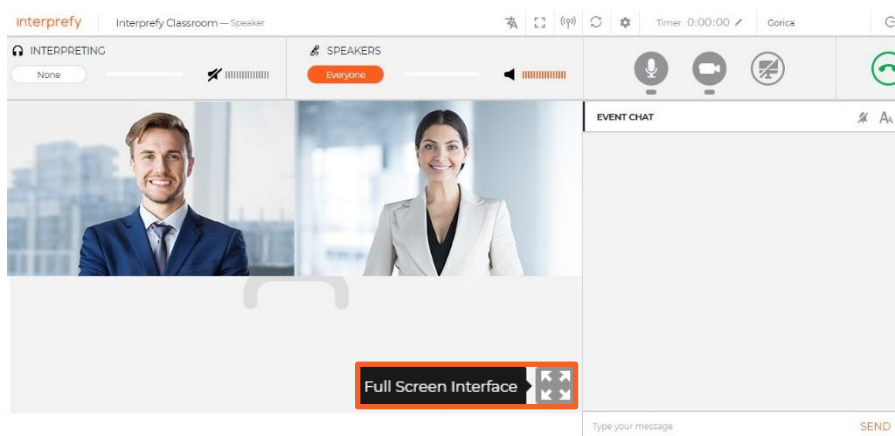 interprefy
Interprefy Classroom — Speaker
Timer 0:00:00
Gorica
INTERPRETING
None
SPEAKERS
Everyone
EVENT CHAT
Full Screen Interface
Type your message
SEND